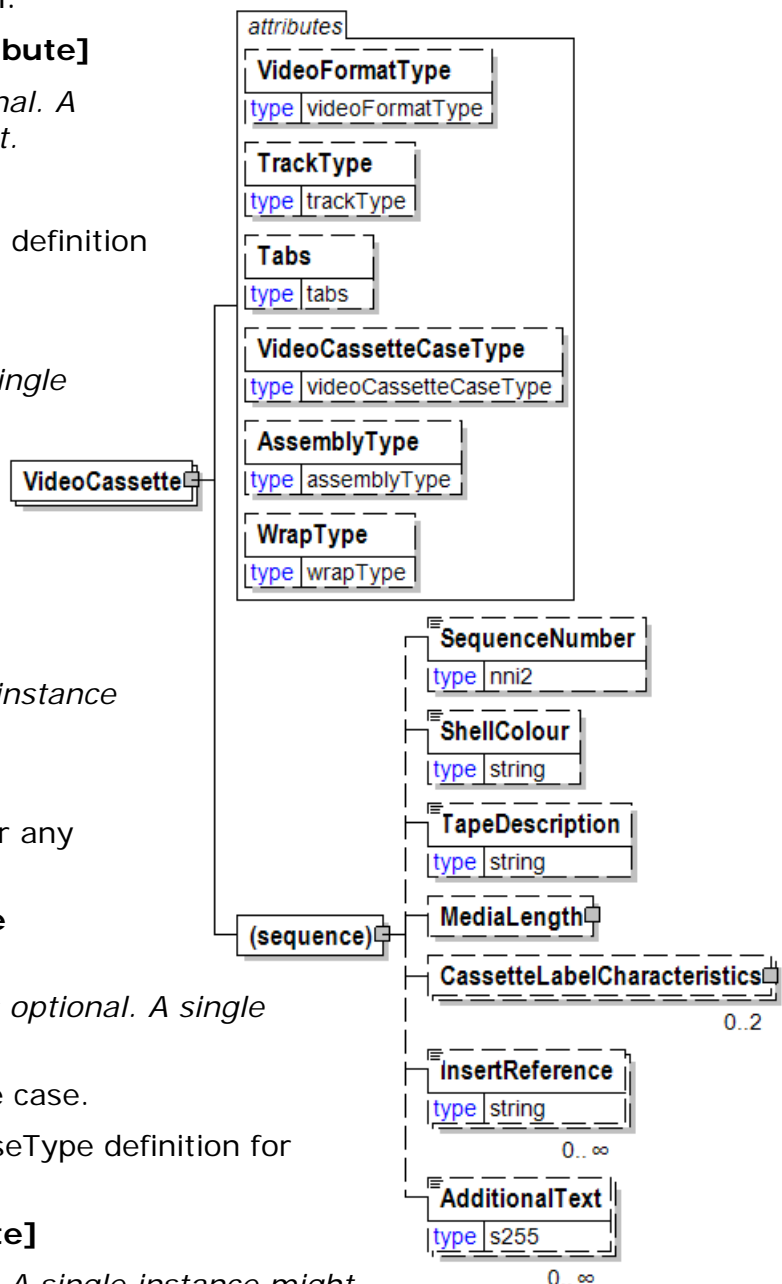 bute]
nal. A
t.
definition
ingle
instance
r any
e
optional. A single
e case.
seType definition for
te]
A single instance might
attributes
VideoFormatType
type videoFormatType
TrackType
type trackType
Tabs
type tabs
VideoCassetteCaseType
type videoCassetteCaseType
AssemblyType
type assemblyType
WrapType
type wrapType
VideoCassette
(sequence)
SequenceNumber
type nni2
ShellColour
type string
TapeDescription
type string
MediaLength
CassetteLabelCharacteristics
0..2
InsertReference
type string
0..∞
AdditionalText
type s255
0..∞